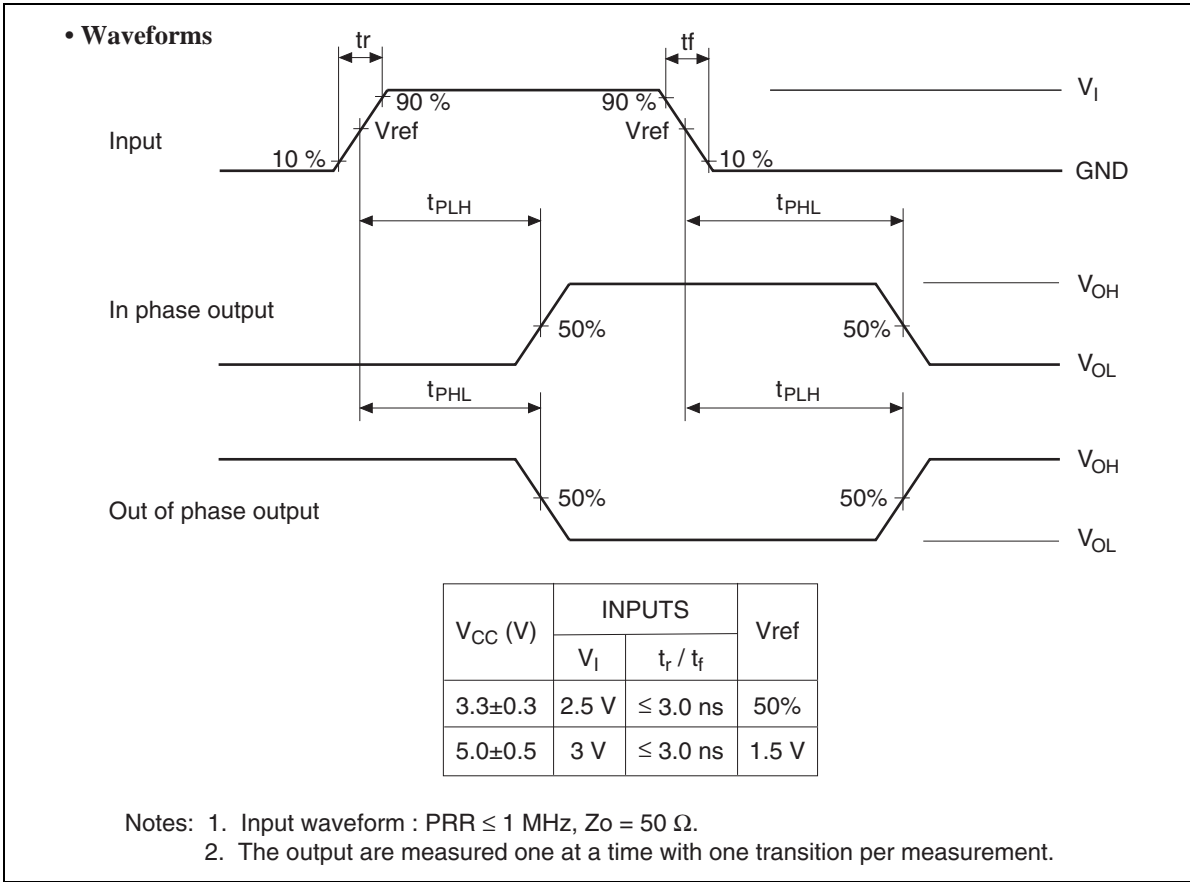 • Waveforms
tr
tf
90 %
90 %
VI
Vref
Vref
Input
10 %
10 %
GND
tPLH
tPHL
VOH
In phase output
50%
50%
VOL
tPHL
tPLH
VOH
50%
50%
Out of phase output
VOL
VCC (V)
INPUTS
Vref
VI
tr / tf
3.3±0.3 2.5 V ≤ 3.0 ns 50%
5.0±0.5 3 V ≤ 3.0 ns 1.5 V
Notes: 1. Input waveform : PRR ≤ 1 MHz, Zo = 50 Ω.
2. The output are measured one at a time with one transition per measurement.